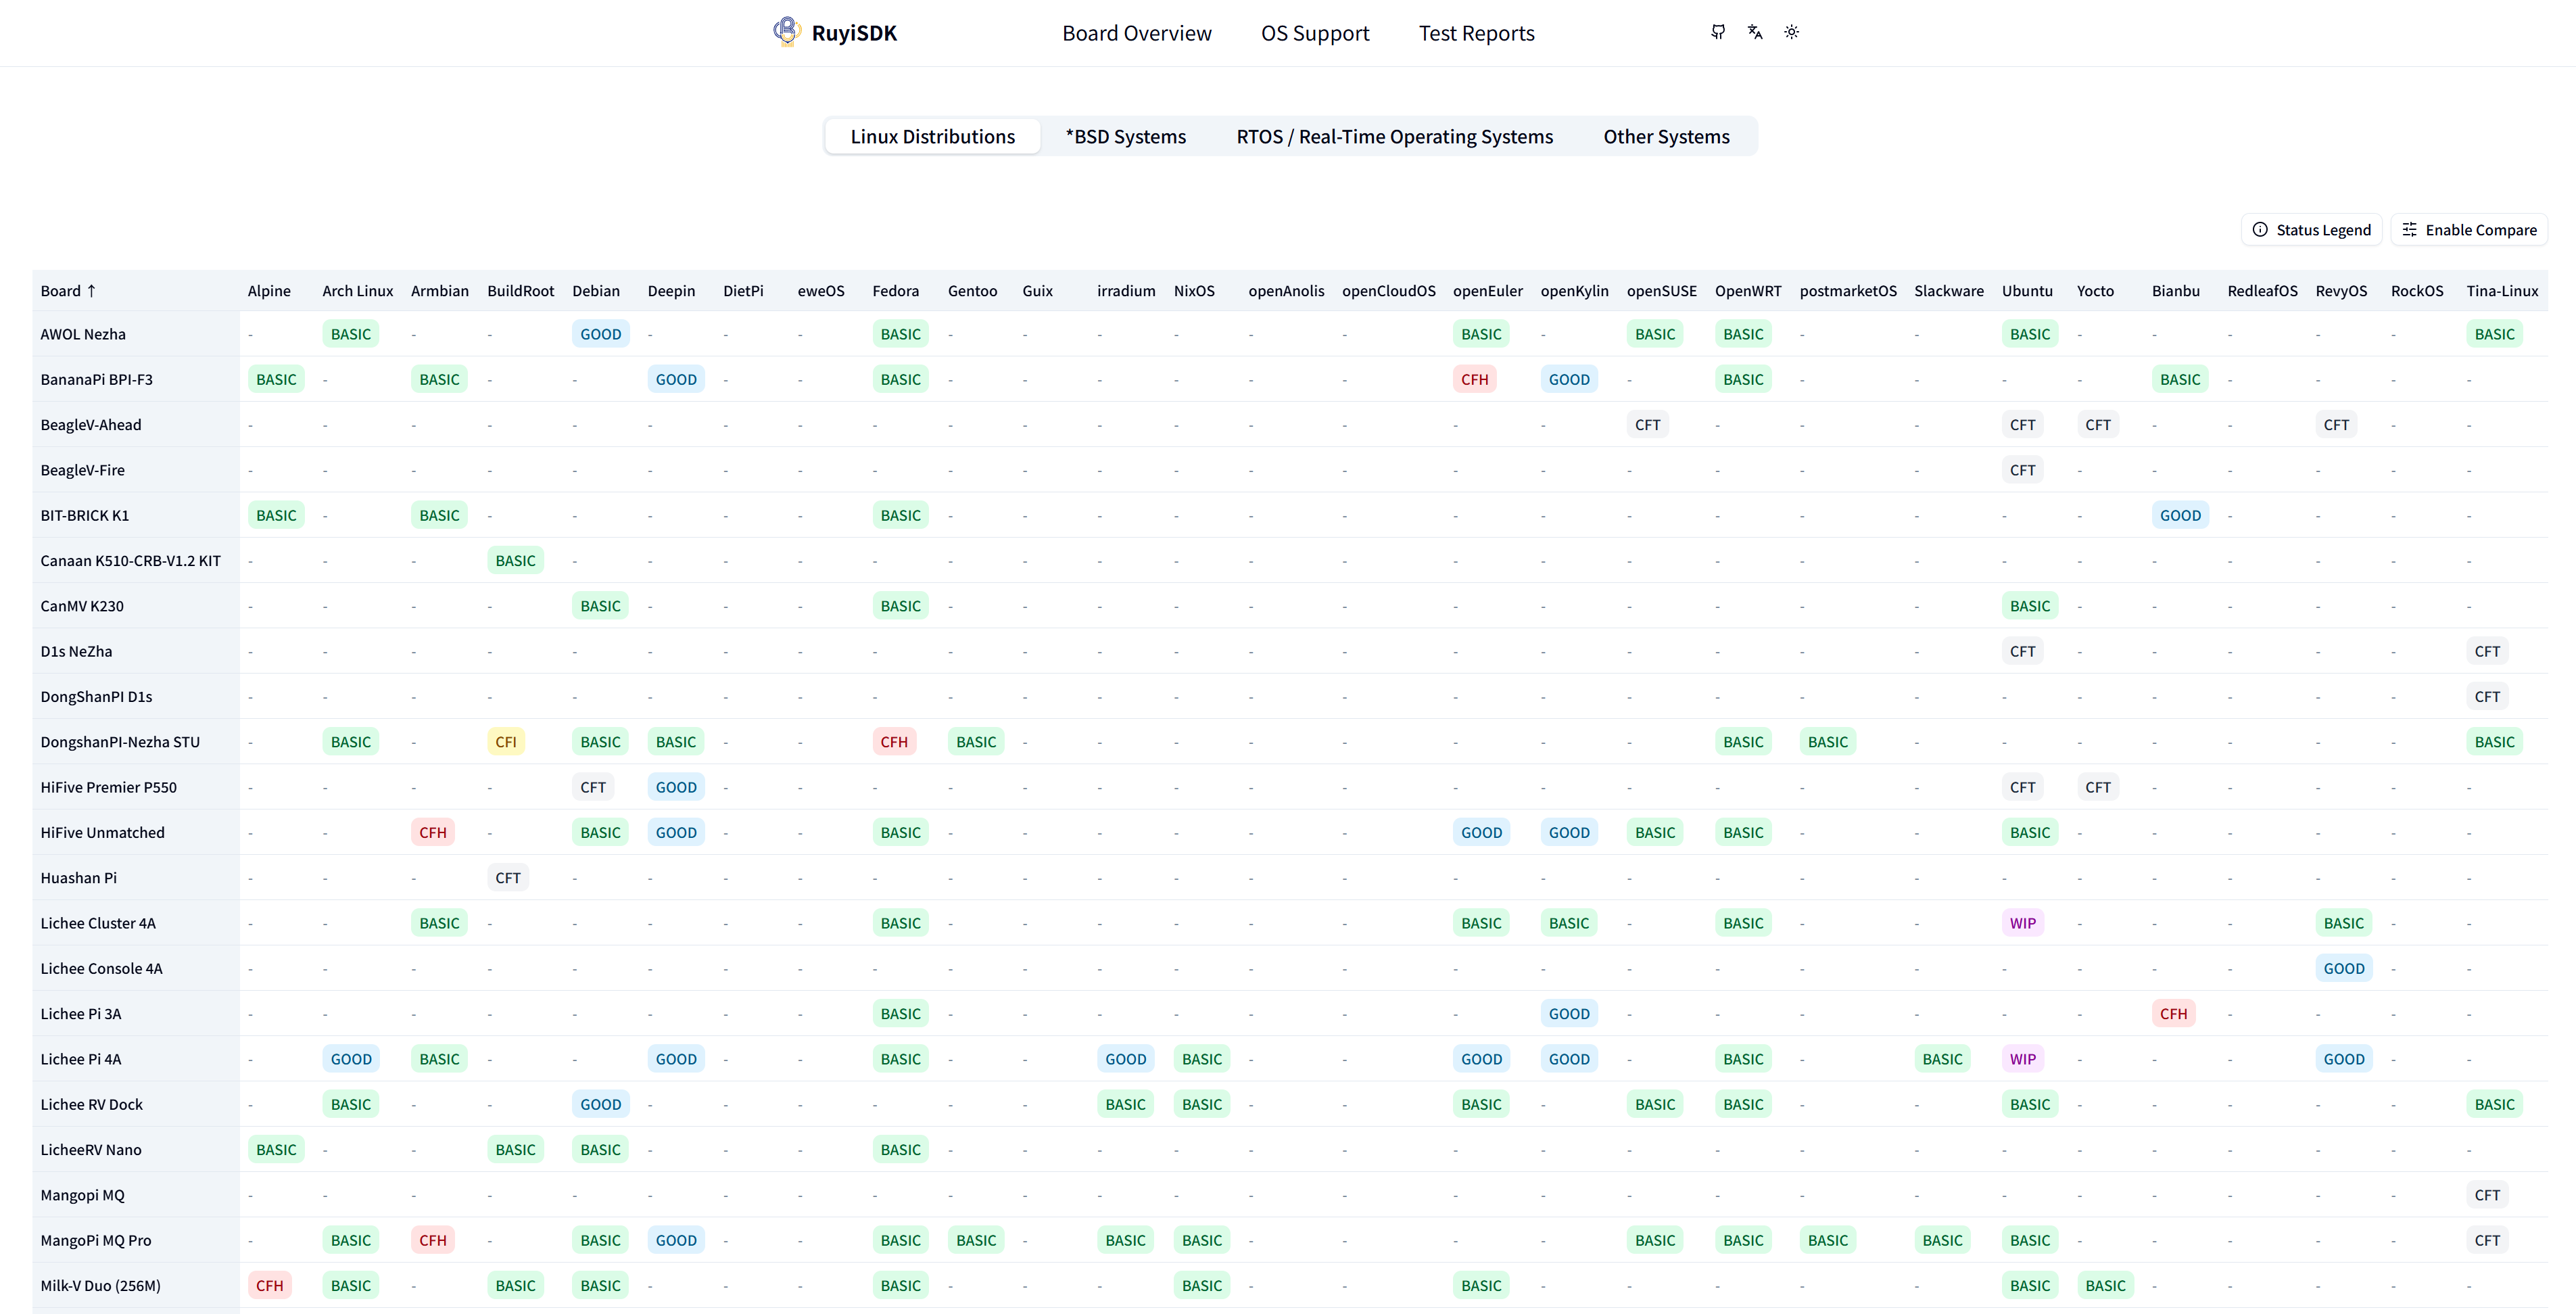 RuyiSDK Board Overview OS Support Test Reports
Linux Distributions *BSD Systems RTOS / Real-Time Operating Systems Other Systems
Status Legend Enable Compare
Board ↑ Alpine Arch Linux Armbian BuildRoot Debian Deepin DietPi eweOS Fedora Gentoo Guix irradium NixOS openAnolis openCloudOS openEuler openKylin openSUSE OpenWRT postmarketOS Slackware Ubuntu Yocto Bianbu RedleafOS RevyOS RockOS Tina-Linux
AWOL Nezha - BASIC - - GOOD - - - BASIC - - - - - - BASIC - BASIC BASIC - - BASIC - - - - - BASIC
BananaPi BPI-F3 BASIC - BASIC - - GOOD - - BASIC - - - - - - CFH GOOD - BASIC - - - - BASIC - - - -
BeagleV-Ahead - - - - - - - - - - - - - - - - - CFT - - - CFT CFT - - CFT - -
BeagleV-Fire - - - - - - - - - - - - - - - - - - - - - CFT - - - - - -
BIT-BRICK K1 BASIC - BASIC - - - - - BASIC - - - - - - - - - - - - - - GOOD - - - -
Canaan K510-CRB-V1.2 KIT - - - BASIC - - - - - - - - - - - - - - - - - - - - - - - -
CanMV K230 - - - - BASIC - - - BASIC - - - - - - - - - - - - BASIC - - - - - -
D1s NeZha - - - - - - - - - - - - - - - - - - - - - CFT - - - - - CFT
DongShanPI D1s - - - - - - - - - - - - - - - - - - - - - - - - - - - CFT
DongshanPI-Nezha STU - BASIC - CFI BASIC BASIC - - CFH BASIC - - - - - - - - BASIC BASIC - - - - - - - BASIC
HiFive Premier P550 - - - - CFT GOOD - - - - - - - - - - - - - - - CFT CFT - - - - -
HiFive Unmatched - - CFH - BASIC GOOD - - BASIC - - - - - - GOOD GOOD BASIC BASIC - - BASIC - - - - - -
Huashan Pi - - - CFT - - - - - - - - - - - - - - - - - - - - - - - -
Lichee Cluster 4A - - BASIC - - - - - BASIC - - - - - - BASIC BASIC - BASIC - - WIP - - - BASIC - -
Lichee Console 4A - - - - - - - - - - - - - - - - - - - - - - - - - GOOD - -
Lichee Pi 3A - - - - - - - - BASIC - - - - - - - GOOD - - - - - - CFH - - - -
Lichee Pi 4A - GOOD BASIC - - GOOD - - BASIC - - GOOD BASIC - - GOOD GOOD - BASIC - BASIC WIP - - - GOOD - -
Lichee RV Dock - BASIC - - GOOD - - - - - - BASIC BASIC - - BASIC - BASIC BASIC - - BASIC - - - - - BASIC
LicheeRV Nano BASIC - - BASIC BASIC - - - BASIC - - - - - - - - - - - - - - - - - - -
Mangopi MQ - - - - - - - - - - - - - - - - - - - - - - - - - - - CFT
MangoPi MQ Pro - BASIC CFH - BASIC GOOD - - BASIC BASIC - BASIC BASIC - - - - BASIC BASIC BASIC BASIC BASIC - - - - - CFT
Milk-V Duo (256M) CFH BASIC - BASIC BASIC - - - BASIC - - - BASIC - - BASIC - - - - - BASIC BASIC - - - - -